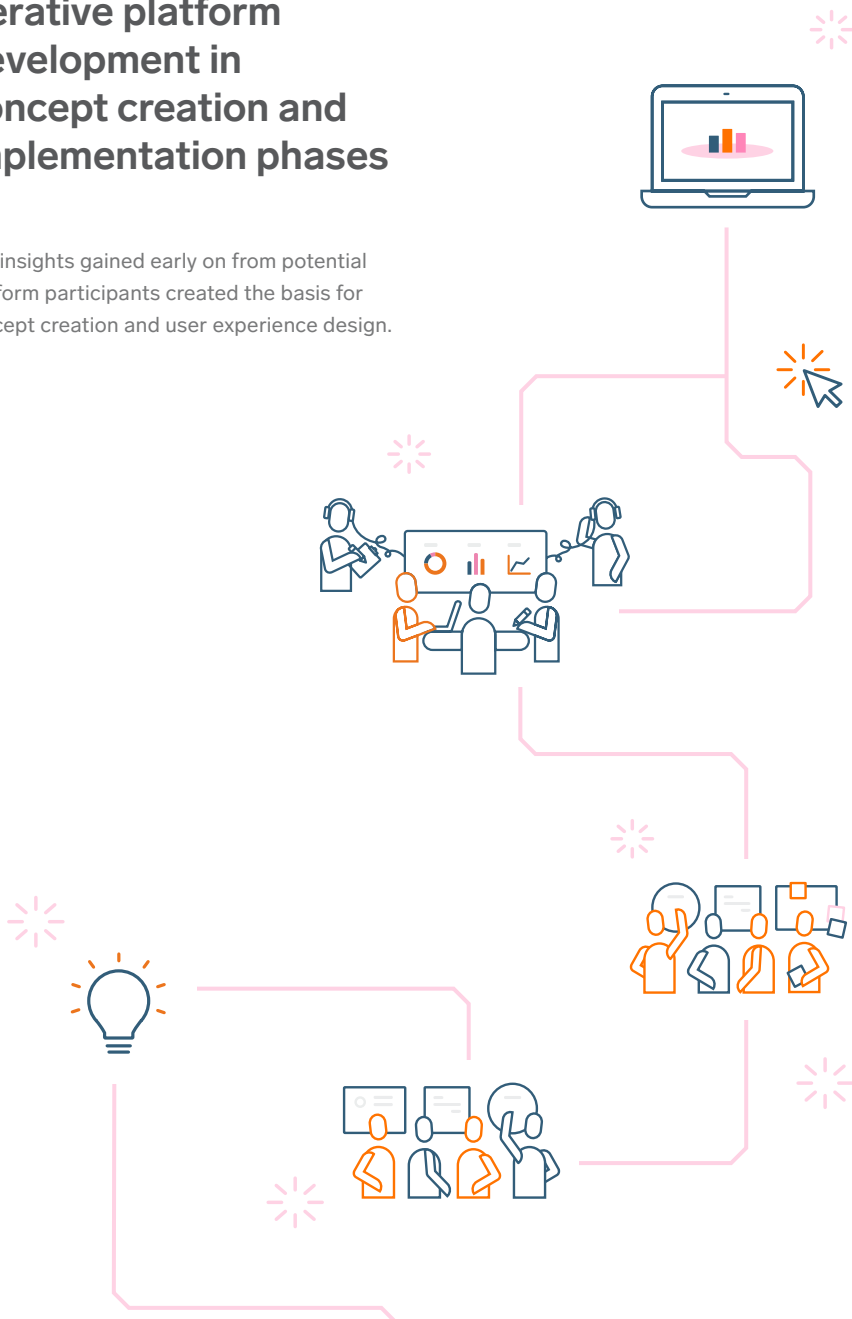 erative platform
evelopment in
oncept creation and
nplementation phases
insights gained early on from potential
form participants created the basis for
cept creation and user experience design.